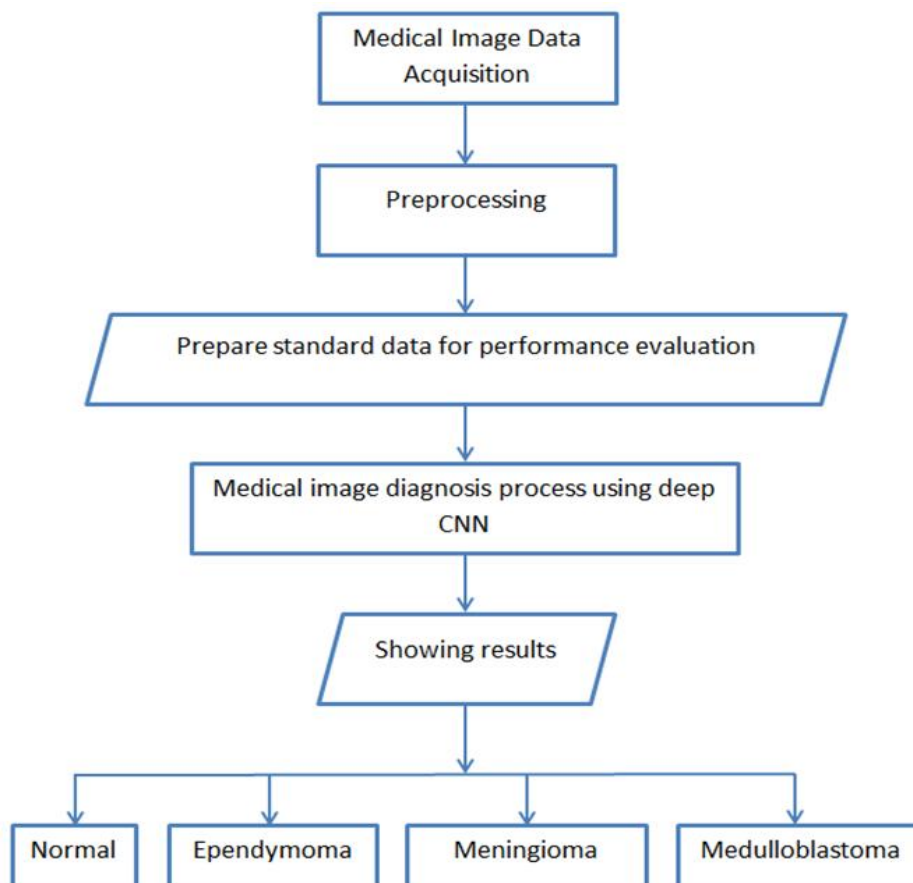 Medical Image Data
Acquisition
Preprocessing
Prepare standard data for performance evaluation
Medical image diagnosis process using deep
CNN
Showing results
Normal
Ependymoma
Meningioma
Medulloblastoma